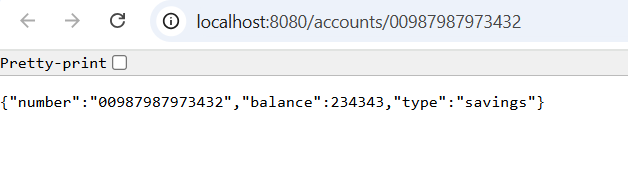 localhost:8080/accounts/00987987973432
Pretty-print
{"number":"00987987973432","balance":234343,"type":"savings"}